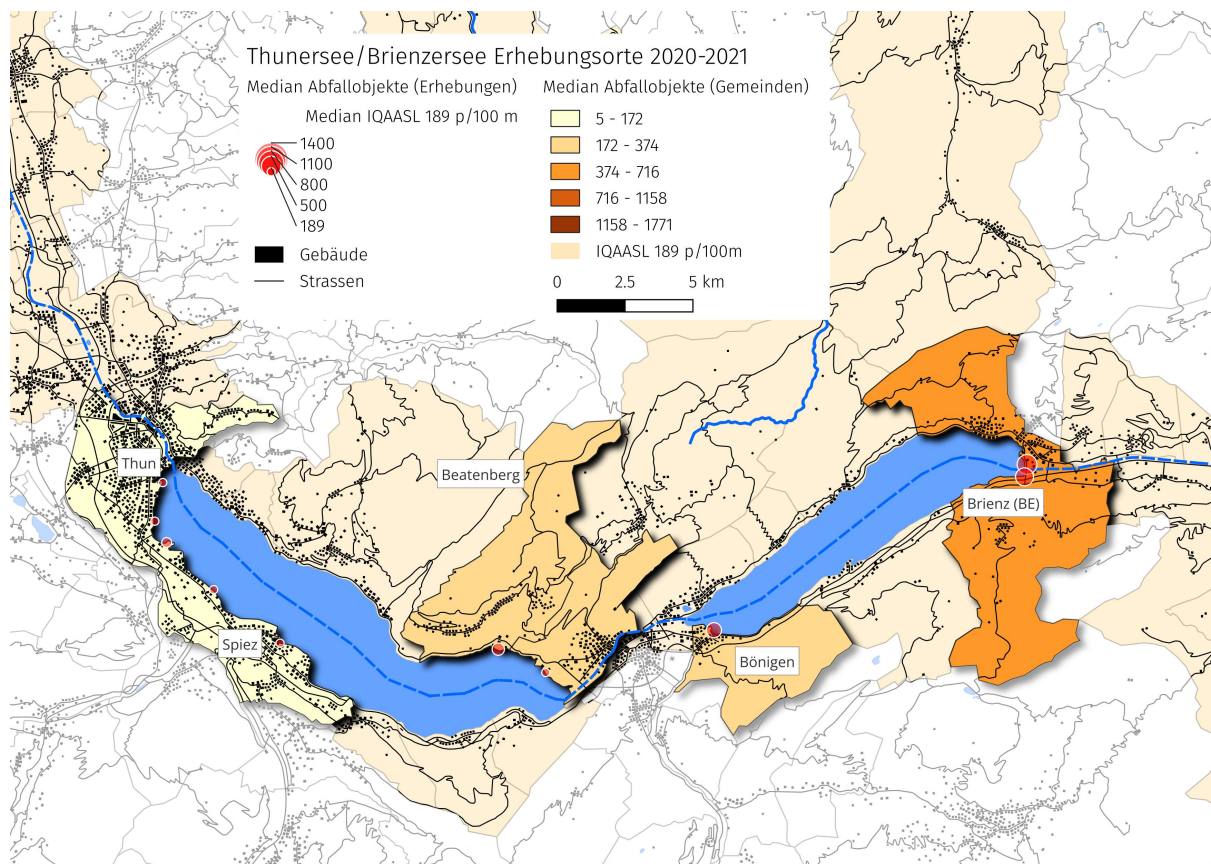 Thunersee/Brienzersee Erhebungsorte 2020-2021
Median Abfallobjekte (Erhebungen)
Median IQAASL 189 p/100 m
1400
1100
800
500
189
Gebäude
Strassen
Median Abfallobjekte (Gemeinden)
5 - 172
172 - 374
374 - 716
716 - 1158
1158 - 1771
IQAASL 189 p/100m
0 2.5 5 km
Thun
Beatenberg
Brienz (BE)
Spiez
Bönigen